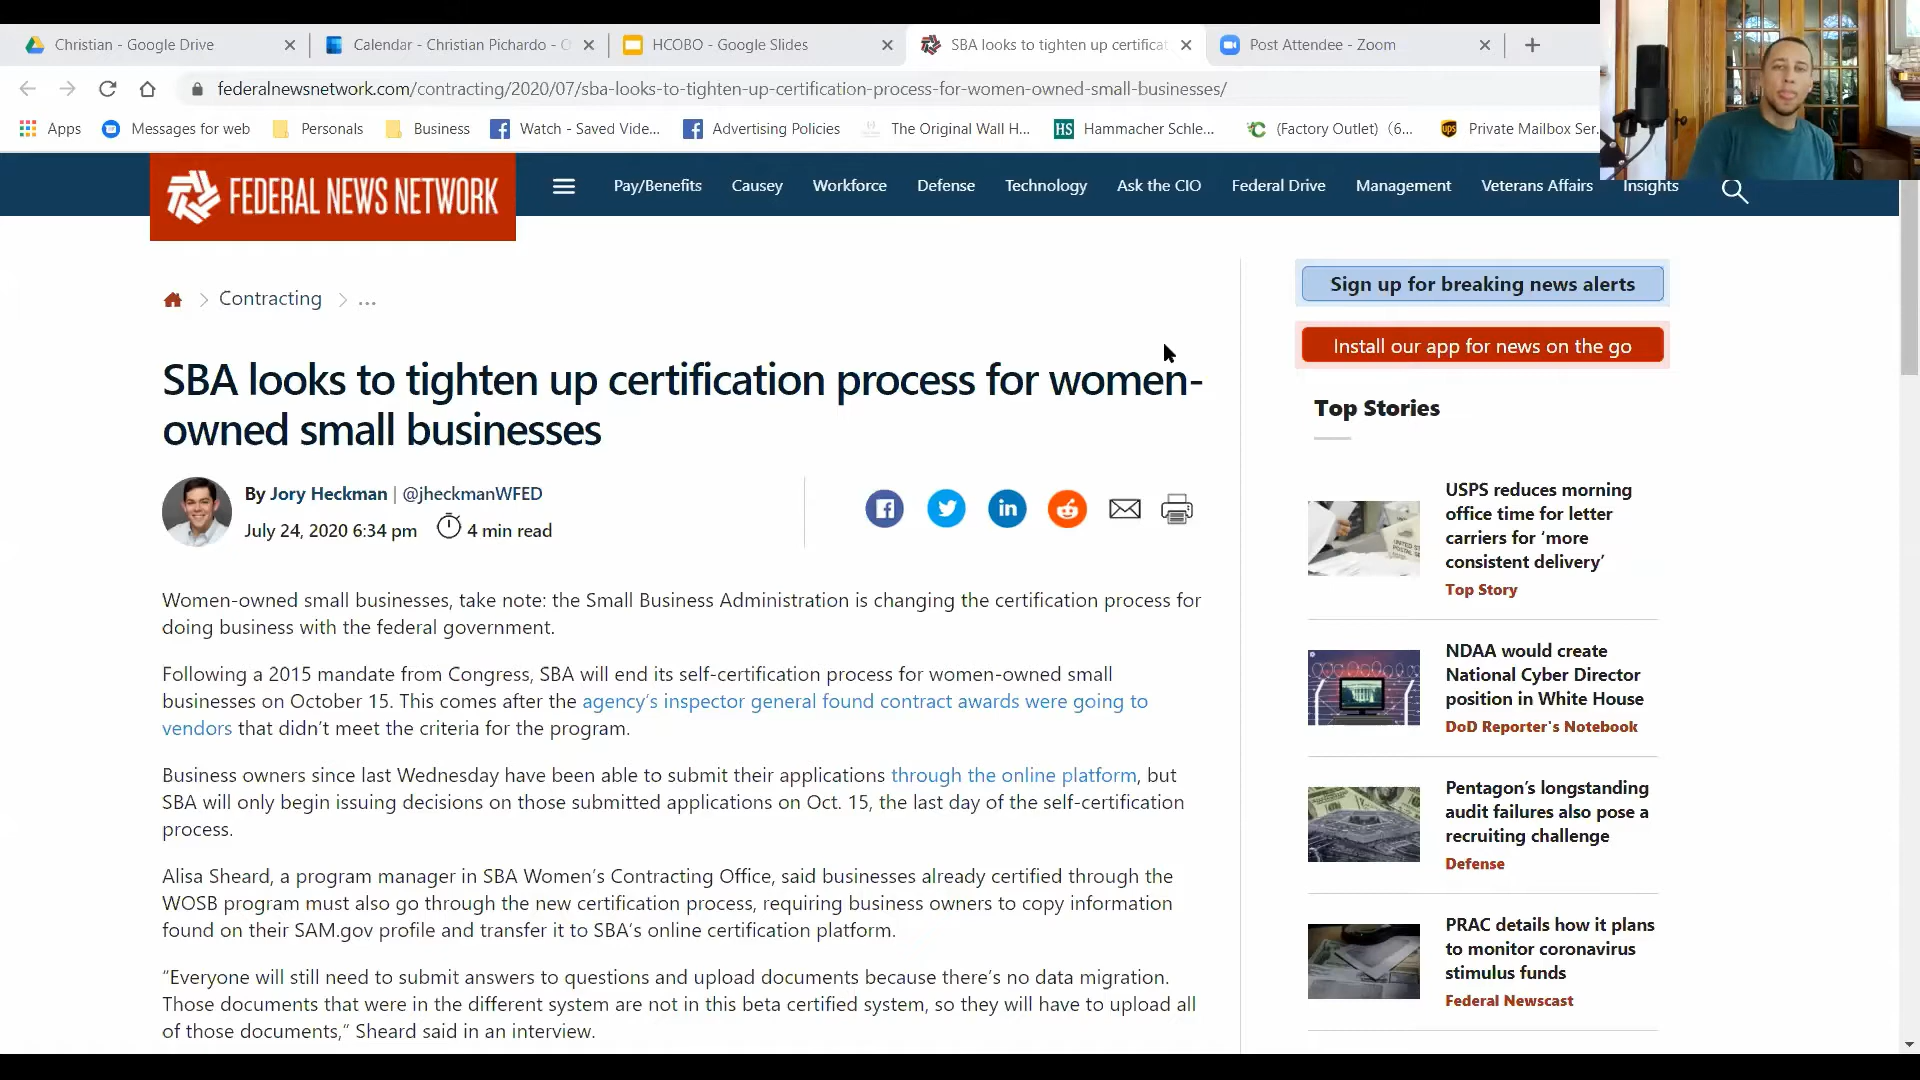 Christian - Google Drive
Calendar - Christian Pichardo - O
HCOBO - Google Slides
SBA looks to tighten up certificat
Post Attendee - Zoom
federalnewsnetwork.com/contracting/2020/07/sba-looks-to-tighten-up-certification-process-for-women-owned-small-businesses/
Apps
Messages for web
Personals
Business
Watch - Saved Vide...
Advertising Policies
The Original Wall H...
HS
Hammacher Schle...
(Factory Outlet) (6...
ups
Private Mailbox Ser...
FEDERAL NEWS NETWORK
Pay/Benefits
Causey
Workforce
Defense
Technology
Ask the CIO
Federal Drive
Management
Veterans Affairs
Insights
Contracting
...
SBA looks to tighten up certification process for women-
owned small businesses
By Jory Heckman | @jheckmanWFED
July 24, 2020 6:34 pm
4 min read
Women-owned small businesses, take note: the Small Business Administration is changing the certification process for
doing business with the federal government.
Following a 2015 mandate from Congress, SBA will end its self-certification process for women-owned small
businesses on October 15. This comes after the agency’s inspector general found contract awards were going to
vendors that didn’t meet the criteria for the program.
Business owners since last Wednesday have been able to submit their applications through the online platform, but
SBA will only begin issuing decisions on those submitted applications on Oct. 15, the last day of the self-certification
process.
Alisa Sheard, a program manager in SBA Women’s Contracting Office, said businesses already certified through the
WOSB program must also go through the new certification process, requiring business owners to copy information
found on their SAM.gov profile and transfer it to SBA’s online certification platform.
“Everyone will still need to submit answers to questions and upload documents because there’s no data migration.
Those documents that were in the different system are not in this beta certified system, so they will have to upload all
of those documents,” Sheard said in an interview.
Sign up for breaking news alerts
Install our app for news on the go
Top Stories
USPS reduces morning
office time for letter
carriers for ‘more
consistent delivery’
Top Story
NDAA would create
National Cyber Director
position in White House
DoD Reporter's Notebook
Pentagon’s longstanding
audit failures also pose a
recruiting challenge
Defense
PRAC details how it plans
to monitor coronavirus
stimulus funds
Federal Newscast